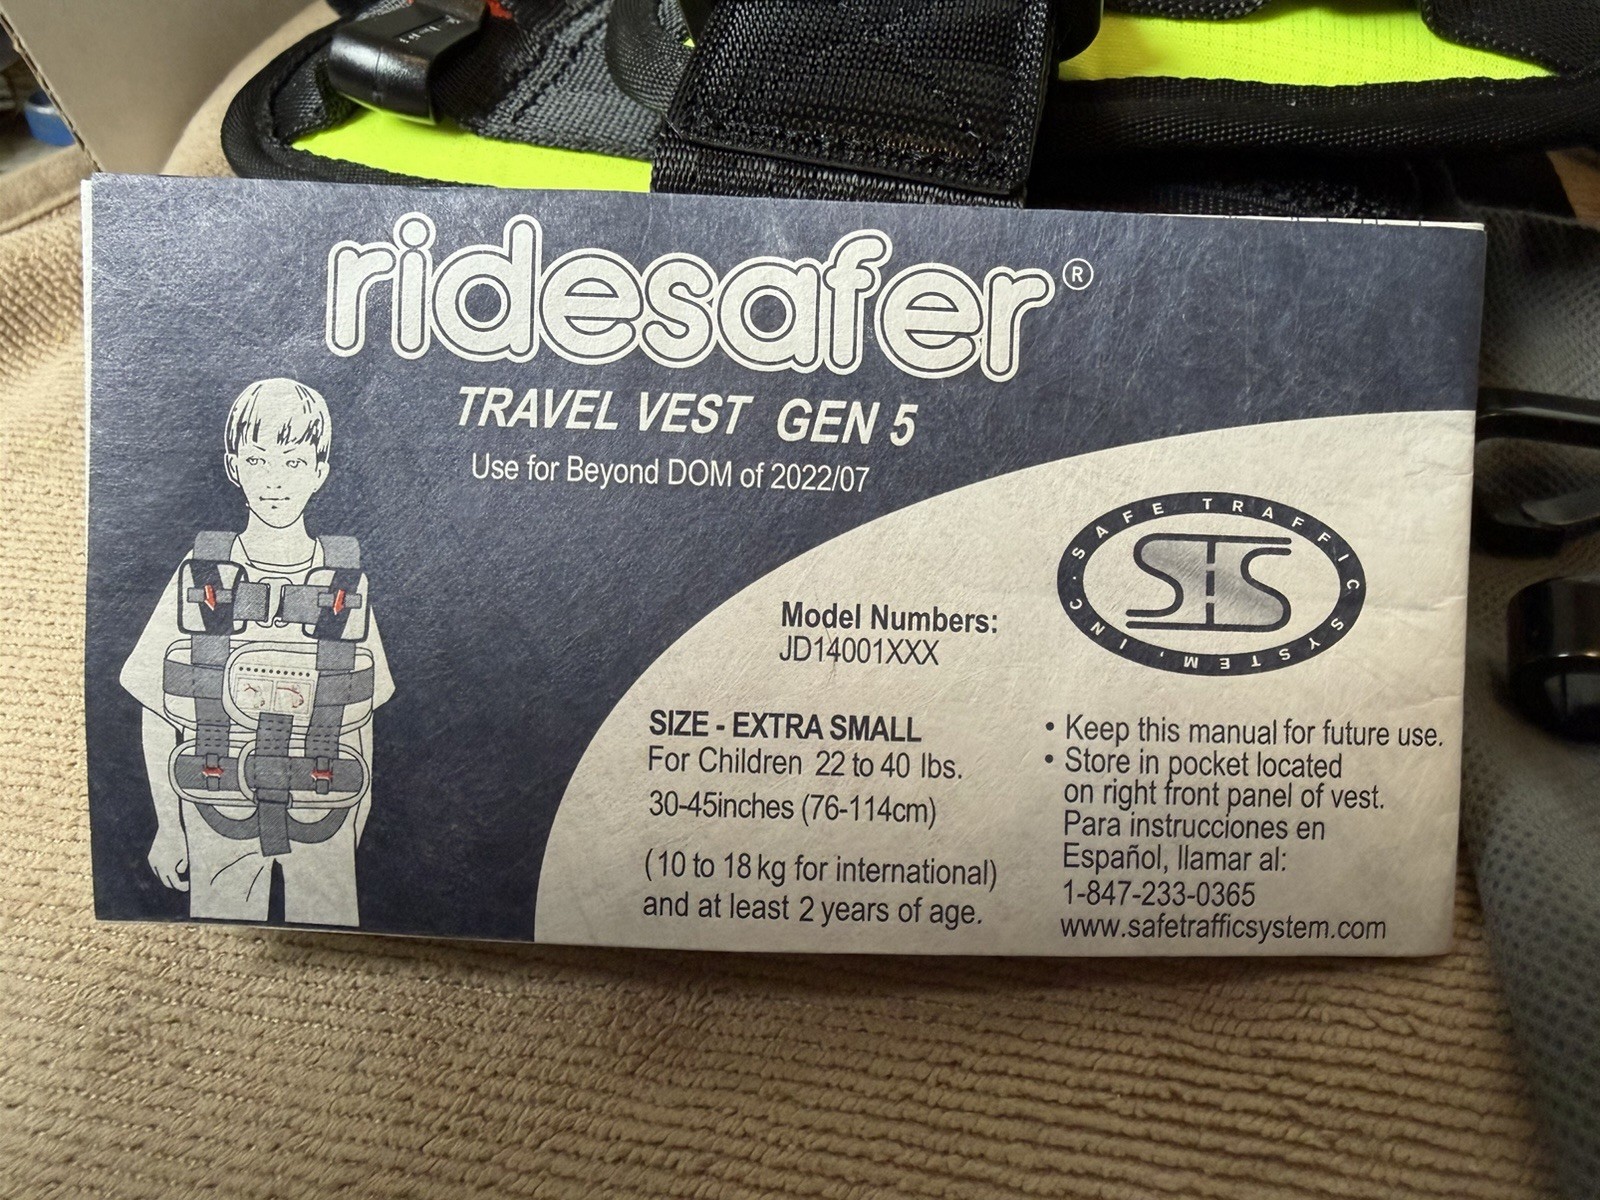 ridesafer®
TRAVEL VEST GEN 5
Use for Beyond DOM of 2022/07
SAFE TRAFFIC SYSTEM, INC.
STS
Model Numbers:
JD14001XXX
SIZE - EXTRA SMALL
For Children 22 to 40 lbs.
30-45inches (76-114cm)
(10 to 18 kg for international)
and at least 2 years of age.
• Keep this manual for future use.
• Store in pocket located
on right front panel of vest.
Para instrucciones en
Español, llamar al:
1-847-233-0365
www.safetrafficsystem.com